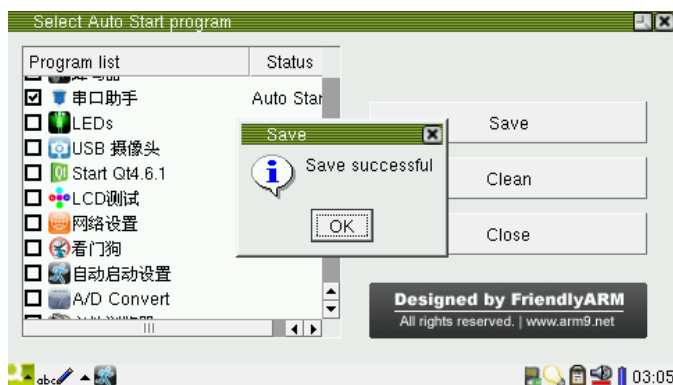 Select Auto Start program
Program list Status
串口助手 Auto Star
LEDs
USB 摄像头
Start Qt4.6.1
LCD测试
网络设置
看门狗
自动启动设置
A/D Convert
Save
Save successful
OK
Save
Clean
Close
Designed by FriendlyARM
All rights reserved. | www.arm9.net
abc
03:05